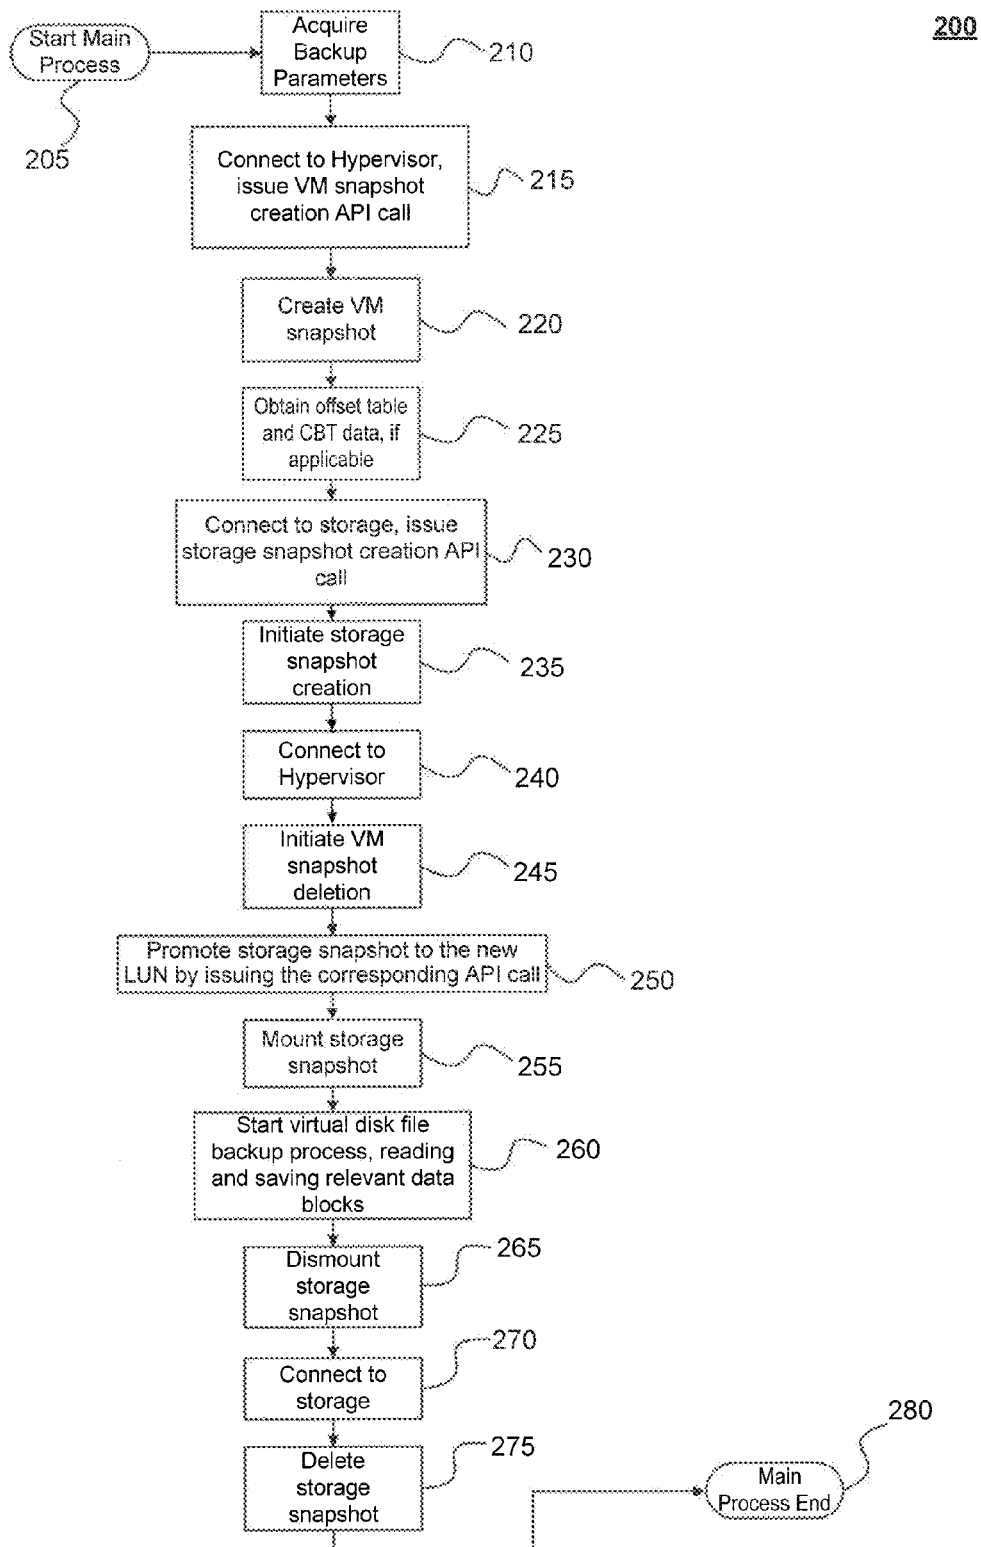 200
Start Main
Process
205
Acquire
Backup
Parameters
210
Connect to Hypervisor,
issue VM snapshot
creation API call
215
Create VM
snapshot
220
Obtain offset table
and CBT data, if
applicable
225
Connect to storage, issue
storage snapshot creation API
call
230
Initiate storage
snapshot
creation
235
Connect to
Hypervisor
240
Initiate VM
snapshot
deletion
245
Promote storage snapshot to the new
LUN by issuing the corresponding API call
250
Mount storage
snapshot
255
Start virtual disk file
backup process, reading
and saving relevant data
blocks
260
Dismount
storage
snapshot
265
Connect to
storage
270
Delete
storage
snapshot
275
Main
Process End
280